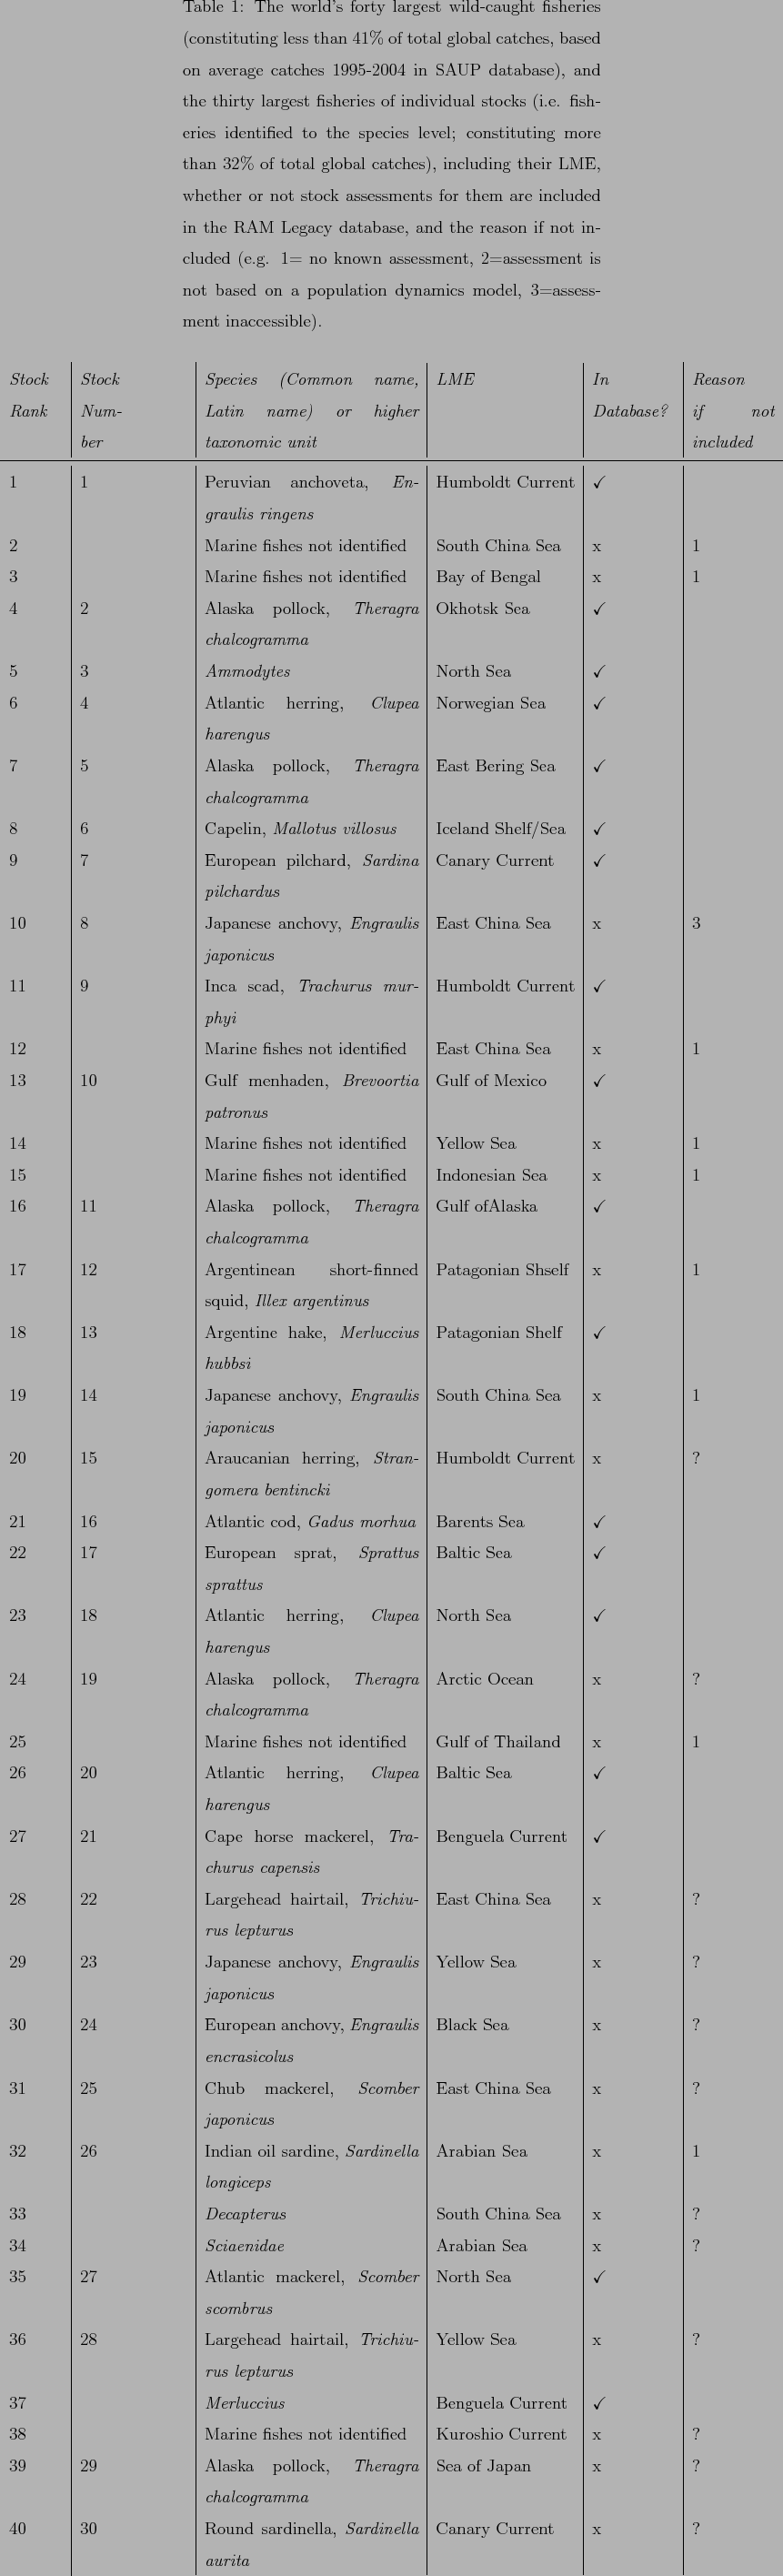 Table 1: The world's forty largest wild-caught fisheries
(constituting less than 41% of total global catches, based
on average catches 1995-2004 in SAUP database), and
the thirty largest fisheries of individual stocks (i.e. fish-
eries identified to the species level; constituting more
than 32% of total global catches), including their LME,
whether or not stock assessments for them are included
in the RAM Legacy database, and the reason if not in-
cluded (e.g. 1= no known assessment, 2=assessment is
not based on a population dynamics model, 3=assess-
ment inaccessible).
Stock Stock Species (Common name, LME In Reason
Rank Num- Latin name) or higher Database? if not
ber taxonomic unit included
1 1 Peruvian anchoveta, En- Humboldt Current ✓
graulis ringens
2 Marine fishes not identified South China Sea x 1
3 Marine fishes not identified Bay of Bengal x 1
4 2 Alaska pollock, Theragra Okhotsk Sea ✓
chalcogramma
5 3 Ammodytes North Sea ✓
6 4 Atlantic herring, Clupea Norwegian Sea ✓
harengus
7 5 Alaska pollock, Theragra East Bering Sea ✓
chalcogramma
8 6 Capelin, Mallotus villosus Iceland Shelf/Sea ✓
9 7 European pilchard, Sardina Canary Current ✓
pilchardus
10 8 Japanese anchovy, Engraulis East China Sea x 3
japonicus
11 9 Inca scad, Trachurus mur- Humboldt Current ✓
phyi
12 Marine fishes not identified East China Sea x 1
13 10 Gulf menhaden, Brevoortia Gulf of Mexico ✓
patronus
14 Marine fishes not identified Yellow Sea x 1
15 Marine fishes not identified Indonesian Sea x 1
16 11 Alaska pollock, Theragra Gulf ofAlaska ✓
chalcogramma
17 12 Argentinean short-finned Patagonian Shself x 1
squid, Illex argentinus
18 13 Argentine hake, Merluccius Patagonian Shelf ✓
hubbsi
19 14 Japanese anchovy, Engraulis South China Sea x 1
japonicus
20 15 Araucanian herring, Stran- Humboldt Current x ?
gomera bentincki
21 16 Atlantic cod, Gadus morhua Barents Sea ✓
22 17 European sprat, Sprattus Baltic Sea ✓
sprattus
23 18 Atlantic herring, Clupea North Sea ✓
harengus
24 19 Alaska pollock, Theragra Arctic Ocean x ?
chalcogramma
25 Marine fishes not identified Gulf of Thailand x 1
26 20 Atlantic herring, Clupea Baltic Sea ✓
harengus
27 21 Cape horse mackerel, Tra- Benguela Current ✓
churus capensis
28 22 Largehead hairtail, Trichiu- East China Sea x ?
rus lepturus
29 23 Japanese anchovy, Engraulis Yellow Sea x ?
japonicus
30 24 European anchovy, Engraulis Black Sea x ?
encrasicolus
31 25 Chub mackerel, Scomber East China Sea x ?
japonicus
32 26 Indian oil sardine, Sardinella Arabian Sea x 1
longiceps
33 Decapterus South China Sea x ?
34 Sciaenidae Arabian Sea x ?
35 27 Atlantic mackerel, Scomber North Sea ✓
scombrus
36 28 Largehead hairtail, Trichiu- Yellow Sea x ?
rus lepturus
37 Merluccius Benguela Current ✓
38 Marine fishes not identified Kuroshio Current x ?
39 29 Alaska pollock, Theragra Sea of Japan x ?
chalcogramma
40 30 Round sardinella, Sardinella Canary Current x ?
aurita